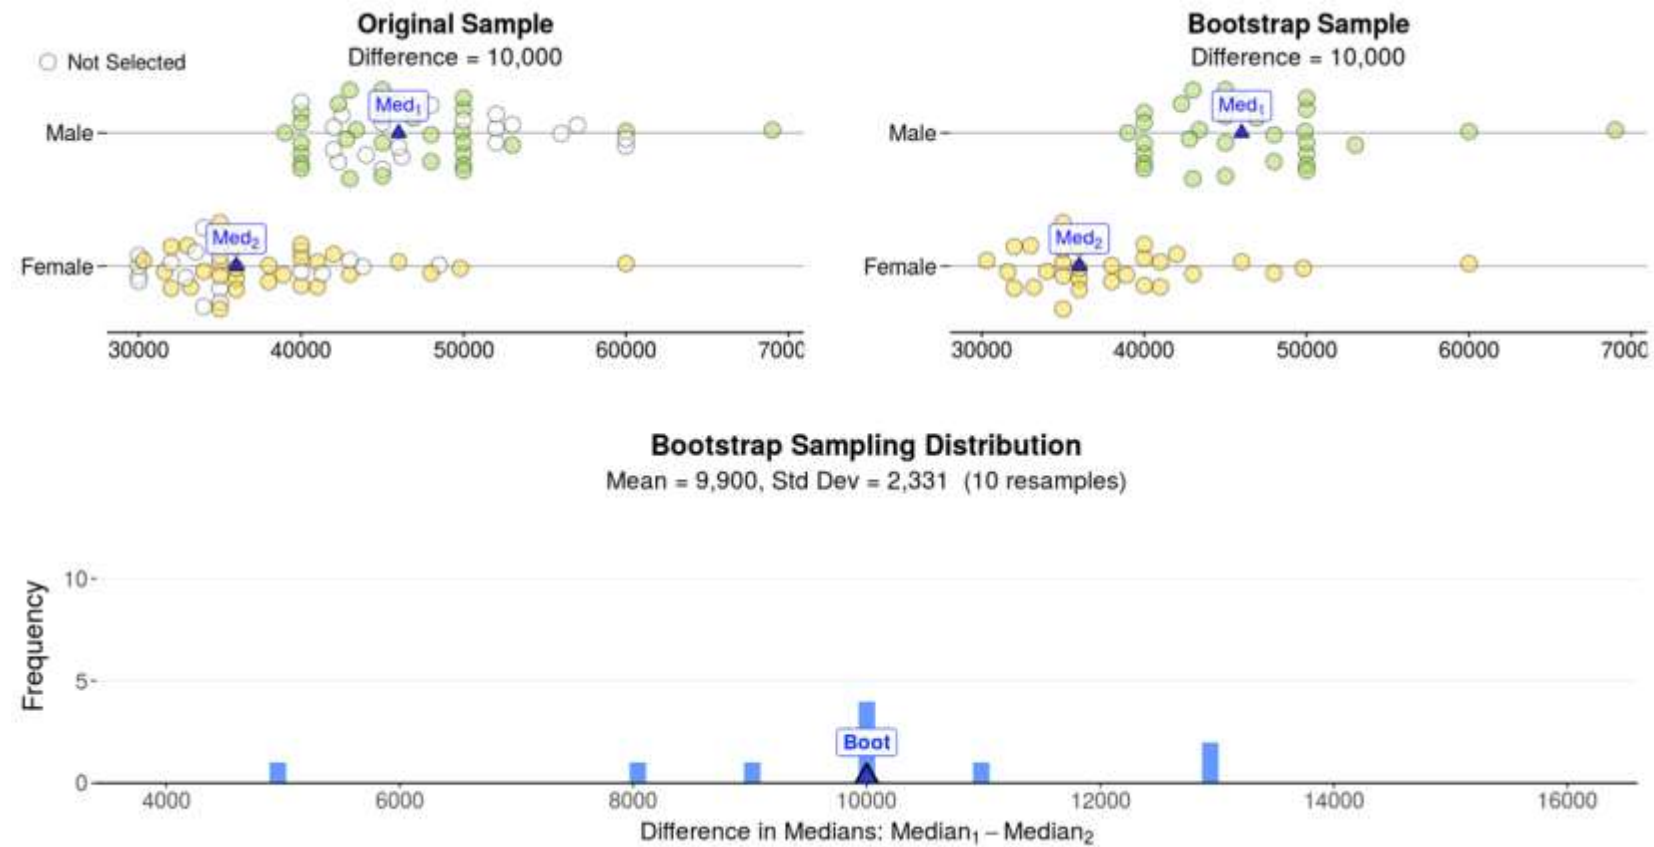 Original Sample
Difference = 10,000
Not Selected
Med1
Male
Med2
Female
30000 40000 50000 60000 7000
Bootstrap Sample
Difference = 10,000
Med1
Male
Med2
Female
30000 40000 50000 60000 7000
Bootstrap Sampling Distribution
Mean = 9,900, Std Dev = 2,331 (10 resamples)
Frequency
10
5
0
Boot
4000 6000 8000 10000 12000 14000 16000
Difference in Medians: Median1 – Median2